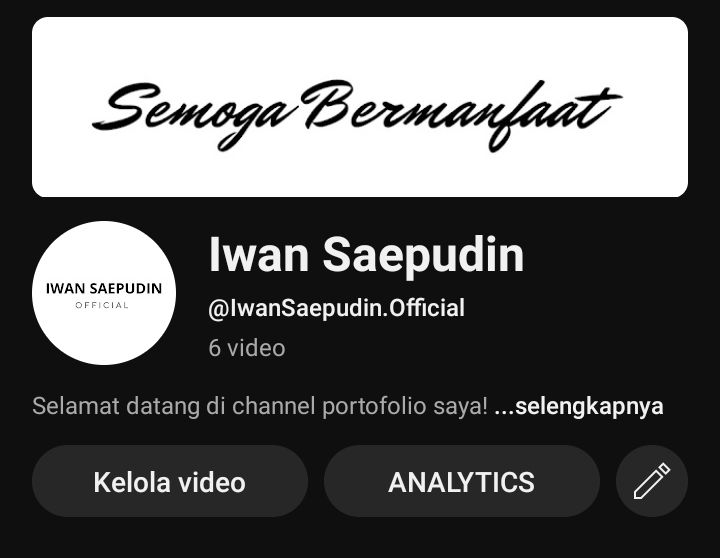 Semoga Bermanfaat
IWAN SAEPUDIN
OFFICIAL
Iwan Saepudin
@IwanSaepudin.Official
6 video
Selamat datang di channel portofolio saya! ...selengkapnya
Kelola video
ANALYTICS